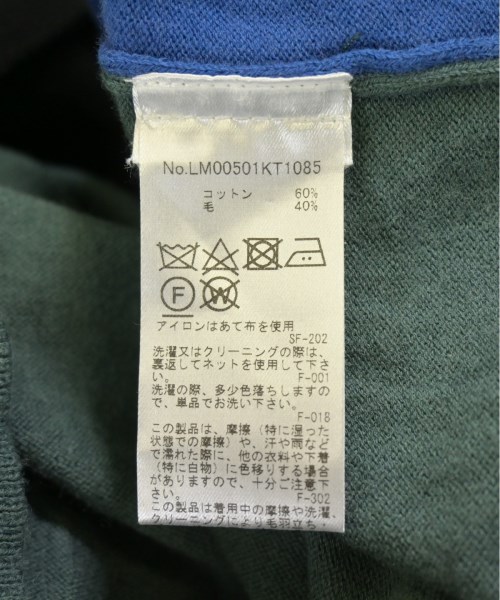 No.LM00501KT1085
コットン 60%
毛 40%
F W
アイロンはあて布を使用
SF-202
洗濯又はクリーニングの際は、
裏返してネットを使用して下さ
い。 F-001
洗濯の際、多少色落ちしますの
で、単品でお洗い下さい。
F-018
この製品は、摩擦（特に湿った
状態での摩擦）や、汗や雨など
で濡れた際に、他の衣料や下着
（特に白物）に色移りする場合
がありますので、十分ご注意下
さい。 F-302
この製品は着用中の摩擦や洗濯、
クリーニングにより毛羽立ち